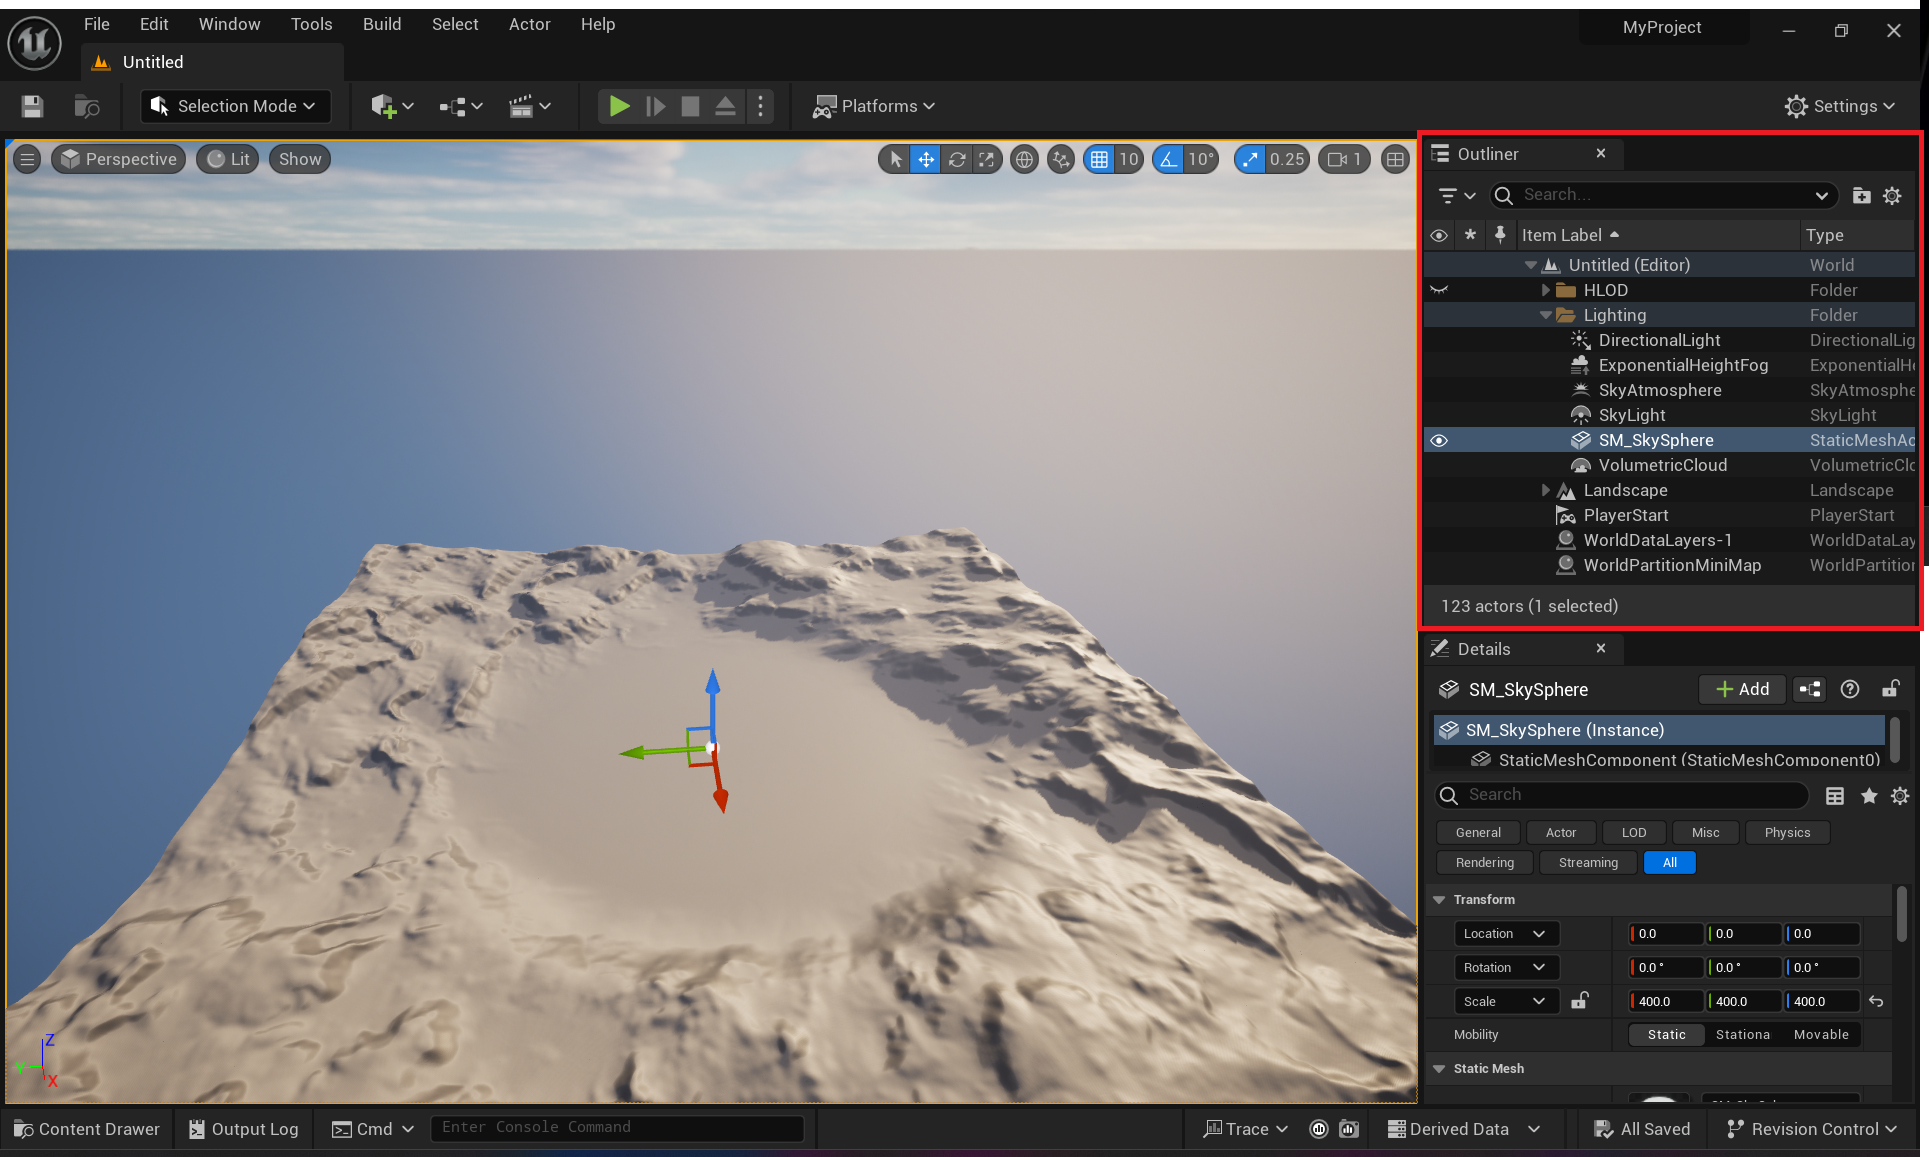 File Edit Window Tools Build Select Actor Help
MyProject
Untitled
Selection Mode
Platforms
Settings
Perspective Lit Show
10 10° 0.25 1
Outliner
Search...
Item Label Type
Untitled (Editor) World
HLOD Folder
Lighting Folder
DirectionalLight DirectionalLig
ExponentialHeightFog ExponentialHe
SkyAtmosphere SkyAtmosphe
SkyLight SkyLight
SM_SkySphere StaticMeshAc
VolumetricCloud VolumetricClo
Landscape Landscape
PlayerStart PlayerStart
WorldDataLayers-1 WorldDataLay
WorldPartitionMiniMap WorldPartition
123 actors (1 selected)
Details
SM_SkySphere
Add
SM_SkySphere (Instance)
StaticMeshComponent (StaticMeshComponent0)
Search
General Actor LOD Misc Physics
Rendering Streaming All
Transform
Location 0.0 0.0 0.0
Rotation 0.0 ° 0.0 ° 0.0 °
Scale 400.0 400.0 400.0
Mobility Static Stationa Movable
Static Mesh
Z
Y
X
Content Drawer Output Log Cmd Enter Console Command Trace Derived Data All Saved Revision Control